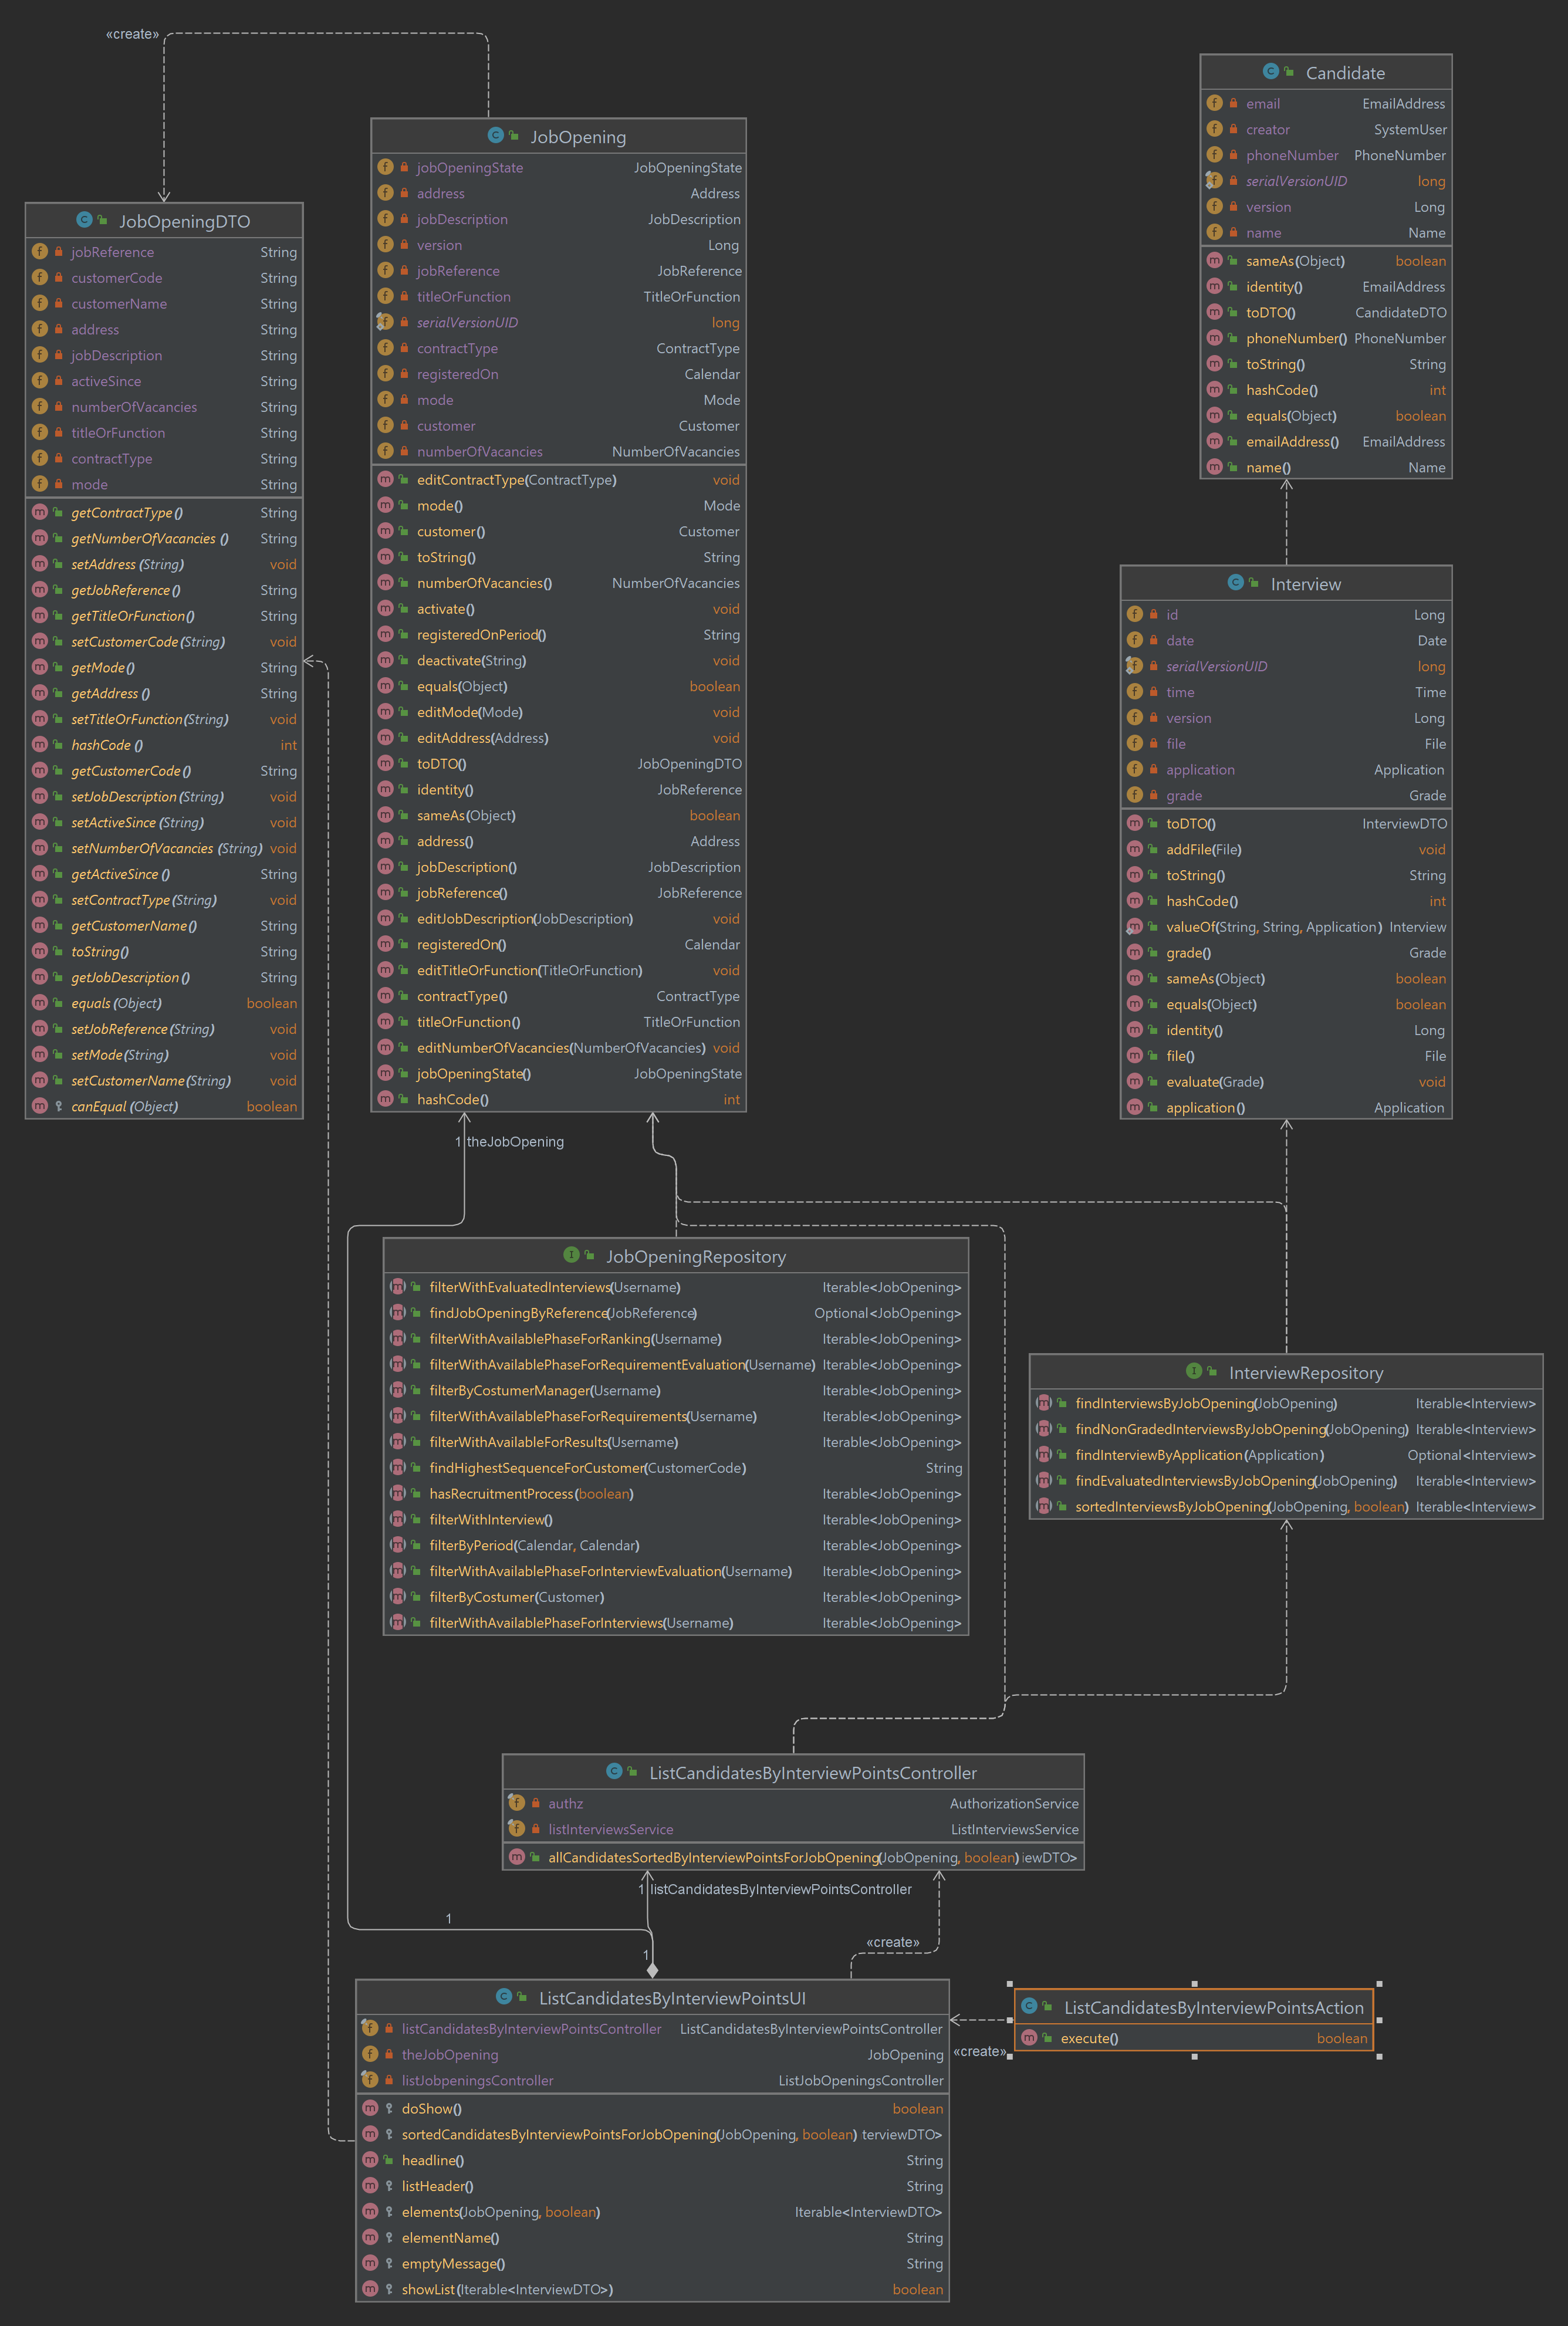 «create»
Candidate
email EmailAddress
creator SystemUser
phoneNumber PhoneNumber
serialVersionUID long
version Long
name Name
sameAs(Object) boolean
identity() EmailAddress
toDTO() CandidateDTO
phoneNumber() PhoneNumber
toString() String
hashCode() int
equals(Object) boolean
emailAddress() EmailAddress
name() Name
JobOpening
jobOpeningState JobOpeningState
address Address
jobDescription JobDescription
version Long
jobReference JobReference
titleOrFunction TitleOrFunction
serialVersionUID long
contractType ContractType
registeredOn Calendar
mode Mode
customer Customer
numberOfVacancies NumberOfVacancies
editContractType(ContractType) void
mode() Mode
customer() Customer
toString() String
numberOfVacancies() NumberOfVacancies
activate() void
registeredOnPeriod() String
deactivate(String) void
equals(Object) boolean
editMode(Mode) void
editAddress(Address) void
toDTO() JobOpeningDTO
identity() JobReference
sameAs(Object) boolean
address() Address
jobDescription() JobDescription
jobReference() JobReference
editJobDescription(JobDescription) void
registeredOn() Calendar
editTitleOrFunction(TitleOrFunction) void
contractType() ContractType
titleOrFunction() TitleOrFunction
editNumberOfVacancies(NumberOfVacancies) void
jobOpeningState() JobOpeningState
hashCode() int
JobOpeningDTO
jobReference String
customerCode String
customerName String
address String
jobDescription String
activeSince String
numberOfVacancies String
titleOrFunction String
contractType String
mode String
getContractType() String
getNumberOfVacancies () String
setAddress (String) void
getJobReference() String
getTitleOrFunction() String
setCustomerCode(String) void
getMode() String
getAddress () String
setTitleOrFunction(String) void
hashCode () int
getCustomerCode() String
setJobDescription(String) void
setActiveSince (String) void
setNumberOfVacancies (String) void
getActiveSince () String
setContractType(String) void
getCustomerName() String
toString() String
getJobDescription () String
equals (Object) boolean
setJobReference(String) void
setMode(String) void
setCustomerName(String) void
canEqual (Object) boolean
Interview
id Long
date Date
serialVersionUID long
time Time
version Long
file File
application Application
grade Grade
toDTO() InterviewDTO
addFile(File) void
toString() String
hashCode() int
valueOf(String, String, Application) Interview
grade() Grade
sameAs(Object) boolean
equals(Object) boolean
identity() Long
file() File
evaluate(Grade) void
application() Application
1 theJobOpening
JobOpeningRepository
filterWithEvaluatedInterviews(Username) Iterable<JobOpening>
findJobOpeningByReference(JobReference) Optional<JobOpening>
filterWithAvailablePhaseForRanking(Username) Iterable<JobOpening>
filterWithAvailablePhaseForRequirementEvaluation(Username) Iterable<JobOpening>
filterByCostumerManager(Username) Iterable<JobOpening>
filterWithAvailablePhaseForRequirements(Username) Iterable<JobOpening>
filterWithAvailableForResults(Username) Iterable<JobOpening>
findHighestSequenceForCustomer(CustomerCode) String
hasRecruitmentProcess(boolean) Iterable<JobOpening>
filterWithInterview() Iterable<JobOpening>
filterByPeriod(Calendar, Calendar) Iterable<JobOpening>
filterWithAvailablePhaseForInterviewEvaluation(Username) Iterable<JobOpening>
filterByCostumer(Customer) Iterable<JobOpening>
filterWithAvailablePhaseForInterviews(Username) Iterable<JobOpening>
InterviewRepository
findInterviewsByJobOpening(JobOpening) Iterable<Interview>
findNonGradedInterviewsByJobOpening(JobOpening) Iterable<Interview>
findInterviewByApplication(Application) Optional<Interview>
findEvaluatedInterviewsByJobOpening(JobOpening) Iterable<Interview>
sortedInterviewsByJobOpening(JobOpening, boolean) Iterable<Interview>
ListCandidatesByInterviewPointsController
authz AuthorizationService
listInterviewsService ListInterviewsService
allCandidatesSortedByInterviewPointsForJobOpening(JobOpening, boolean) iewDTO>
1 listCandidatesByInterviewPointsController
1
«create»
1
ListCandidatesByInterviewPointsUI
listCandidatesByInterviewPointsController ListCandidatesByInterviewPointsController
theJobOpening JobOpening
listJobpeningsController ListJobOpeningsController
doShow() boolean
sortedCandidatesByInterviewPointsForJobOpening(JobOpening, boolean) terviewDTO>
headline() String
listHeader() String
elements(JobOpening, boolean) Iterable<InterviewDTO>
elementName() String
emptyMessage() String
showList(Iterable<InterviewDTO>) boolean
ListCandidatesByInterviewPointsAction
execute() boolean
«create»